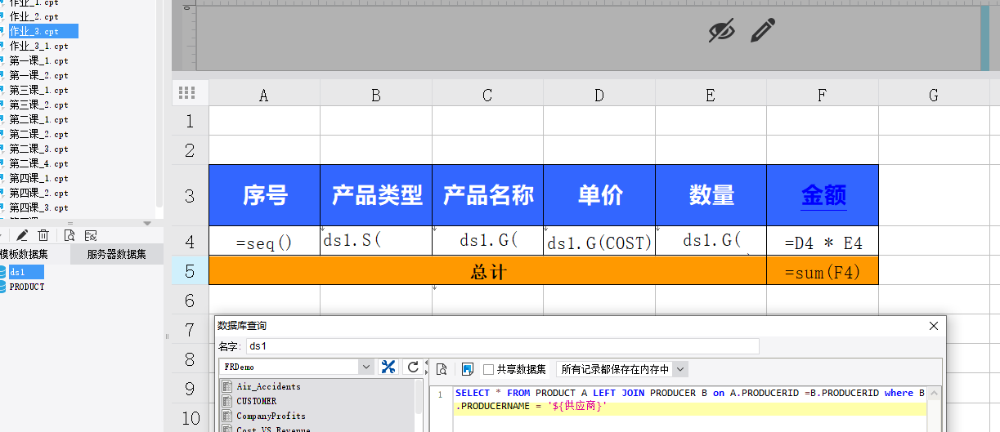 作业_1.cpt
作业_2.cpt
作业_3.cpt
作业_3_1.cpt
第一课_1.cpt
第一课_2.cpt
第三课_1.cpt
第三课_2.cpt
第二课_1.cpt
第二课_2.cpt
第二课_3.cpt
第二课_4.cpt
第四课_1.cpt
第四课_2.cpt
第四课_3.cpt
模板数据集 服务器数据集
ds1
PRODUCT
0
A B C D E F G
1
2
3 序号 产品类型 产品名称 单价 数量 金额
4 =seq() ds1.S( ds1.G( ds1.G(COST) ds1.G( =D4 * E4
5 总计 =sum(F4)
6
7
8
9
10
数据库查询
名字: ds1
FRDemo
共享数据集 所有记录都保存在内存中
Air_Accidents
CUSTOMER
CompanyProfits
Cost_VS_Revenue
1 SELECT * FROM PRODUCT A LEFT JOIN PRODUCER B on A.PRODUCERID =B.PRODUCERID where B
.PRODUCERNAME = '${供应商}'